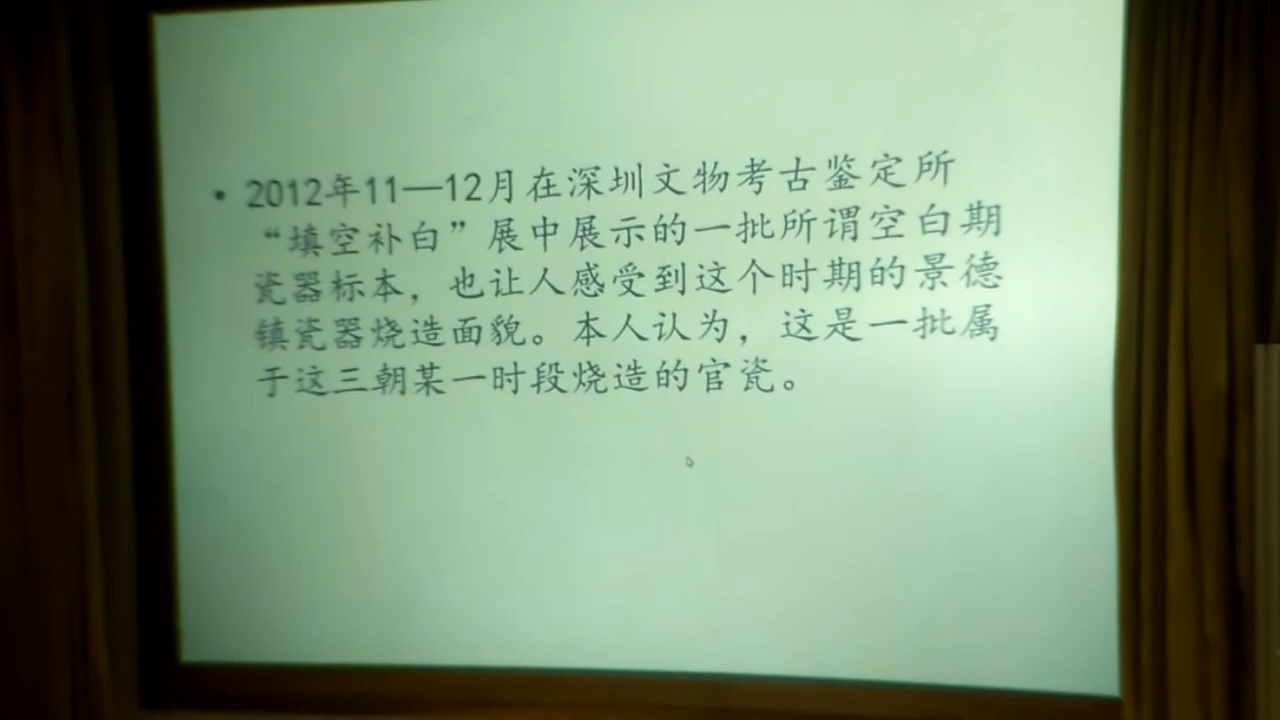 • 2012年11—12月在深圳文物考古鉴定所
“填空补白”展中展示的一批所谓空白期
瓷器标本，也让人感受到这个时期的景德
镇瓷器烧造面貌。本人认为，这是一批属
于这三朝某一时段烧造的官瓷。